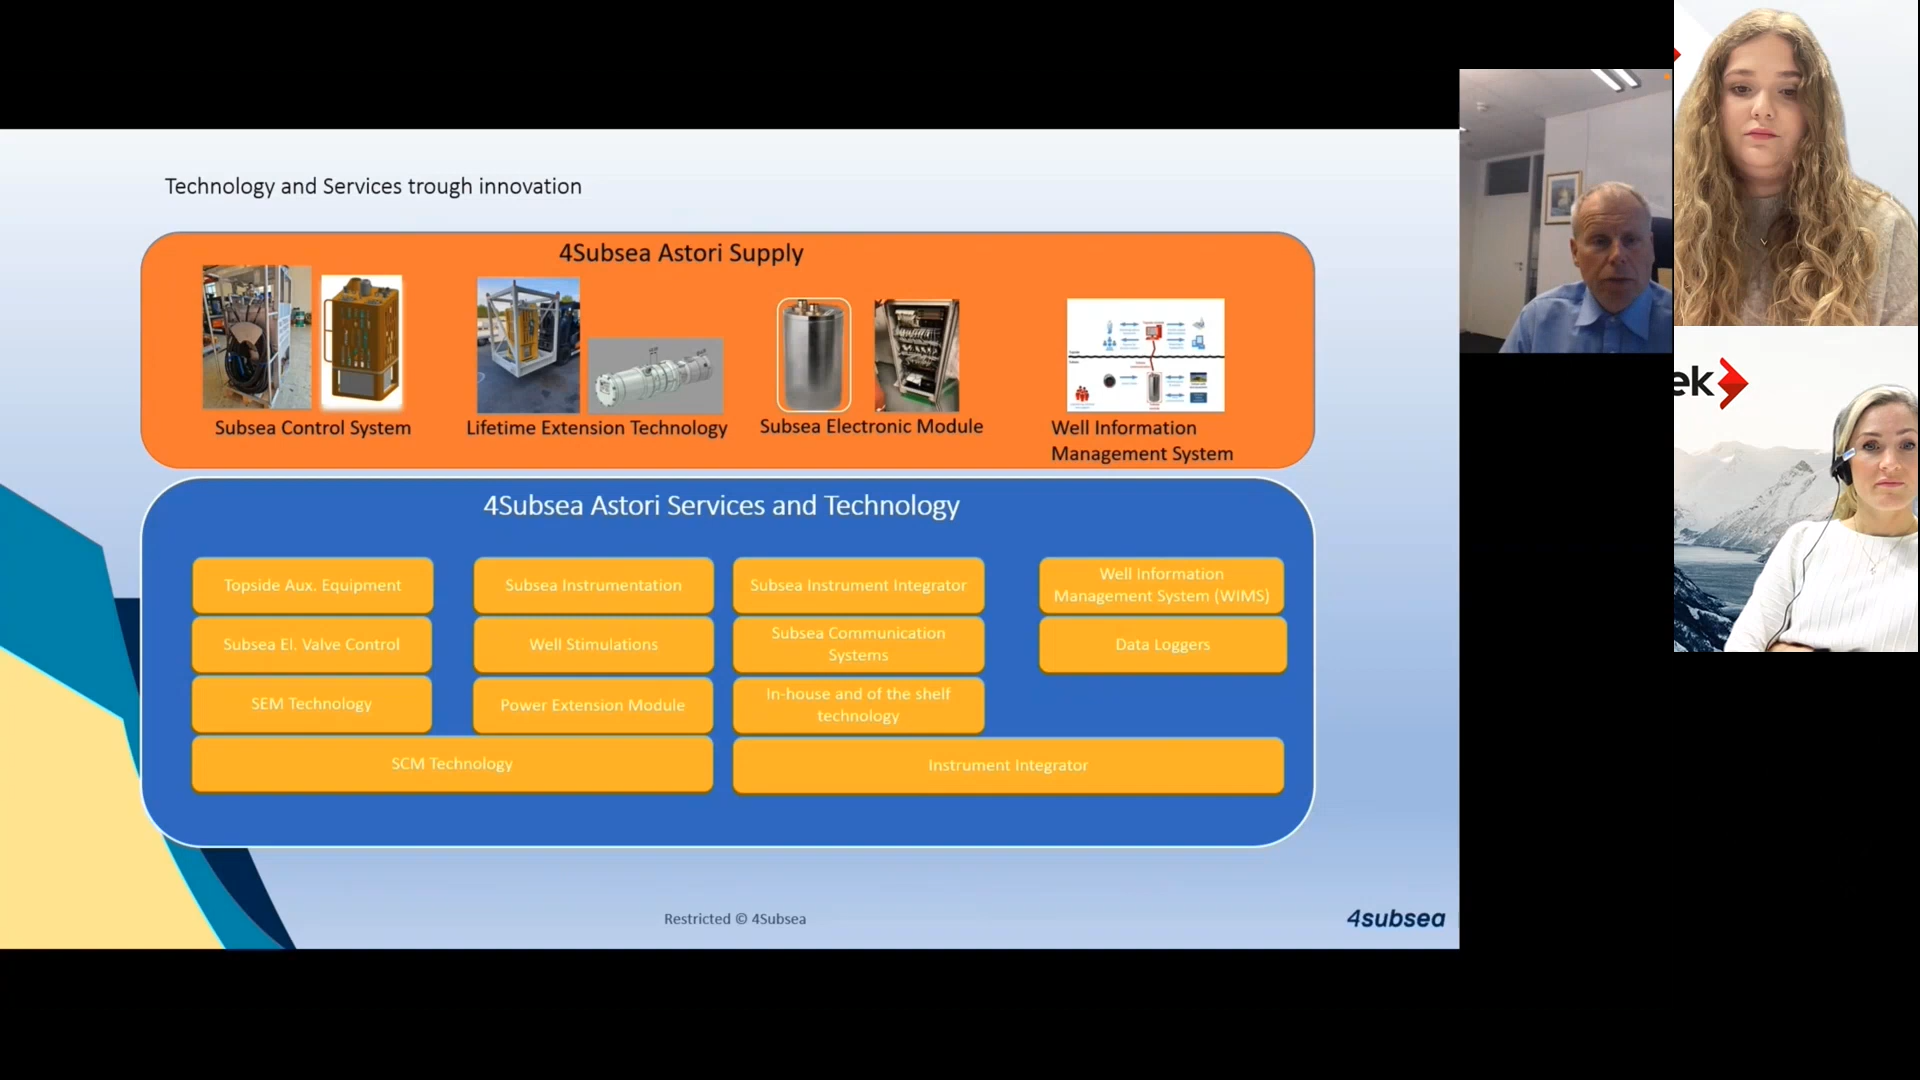 Technology and Services trough innovation
4Subsea Astori Supply
Subsea Control System
Lifetime Extension Technology
Subsea Electronic Module
Well Information
Management System
4Subsea Astori Services and Technology
Topside Aux. Equipment
Subsea Instrumentation
Subsea Instrument Integrator
Well Information
Management System (WIMS)
Subsea El. Valve Control
Well Stimulations
Subsea Communication
Systems
Data Loggers
SEM Technology
Power Extension Module
In-house and of the shelf
technology
SCM Technology
Instrument Integrator
Restricted © 4Subsea
4subsea
ek